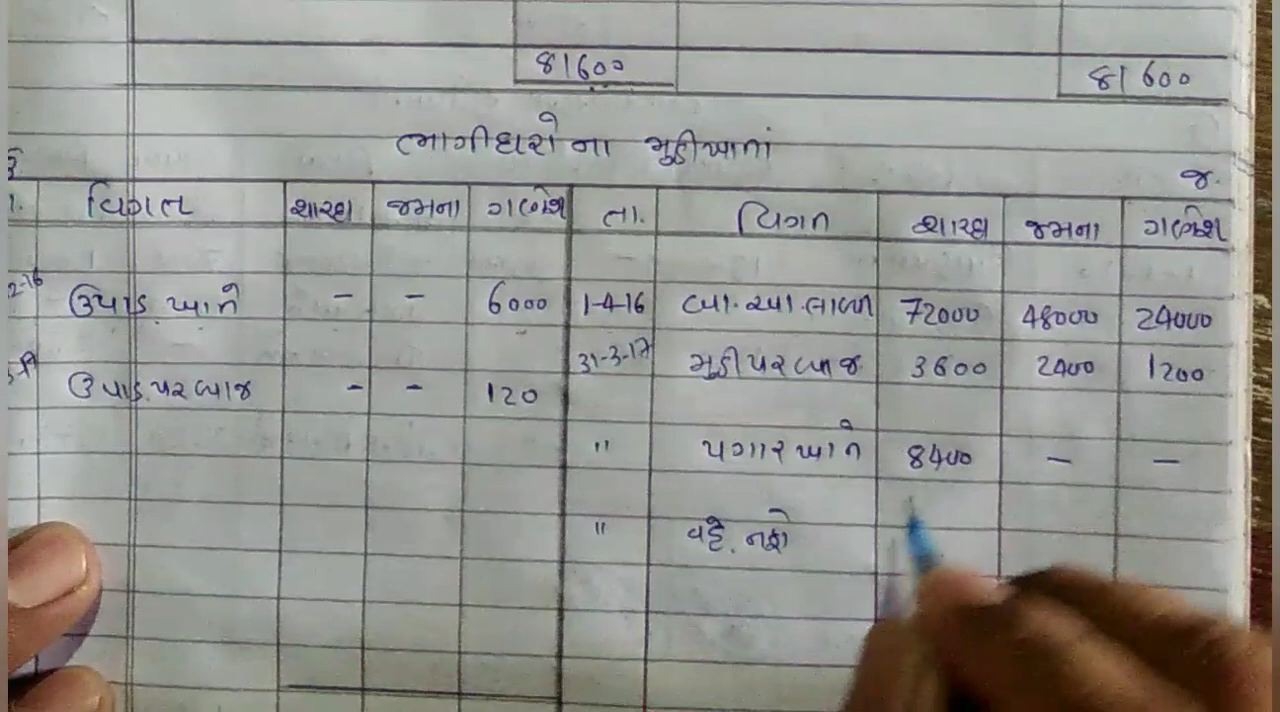 81600 81600
ભાગીદારોના મુડીખાતાં
જ.
વિગત શારદા જમના ગણેશ તા. વિગત શારદા જમના ગણેશ
ઉપાડ ખાતે - - 6000 1-4-16 બા. આ. લાવ્યા 72000 48000 24000
31-3-17 મુડી પર વ્યાજ 3600 2400 1200
ઉપાડ પર વ્યાજ - - 120
" પગાર ખાતે 8400 - -
" વહેં. નફો